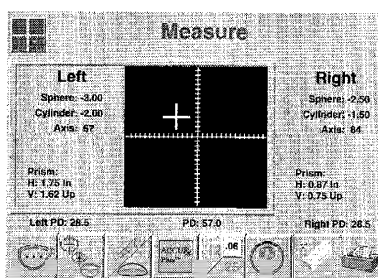 Measure
Left
Sphere: -3.00
Cylinder: -2.00
Axis: 67
Prism:
H: 1.75 In
V: 1.62 Up
Right
Sphere: -2.50
Cylinder: -1.50
Axis: 84
Prism:
H: 0.87 In
V: 0.75 Up
Left PD: 28.5
PD: 57.0
Right PD: 28.5
.06